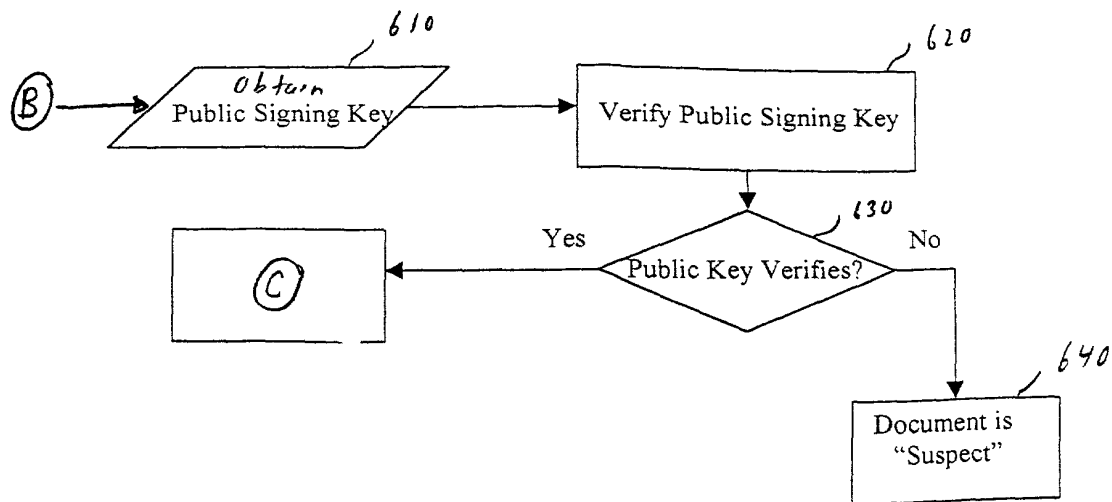 610
620
B
Obtain
Public Signing Key
Verify Public Signing Key
630
Yes
No
C
Public Key Verifies?
640
Document is
“Suspect”